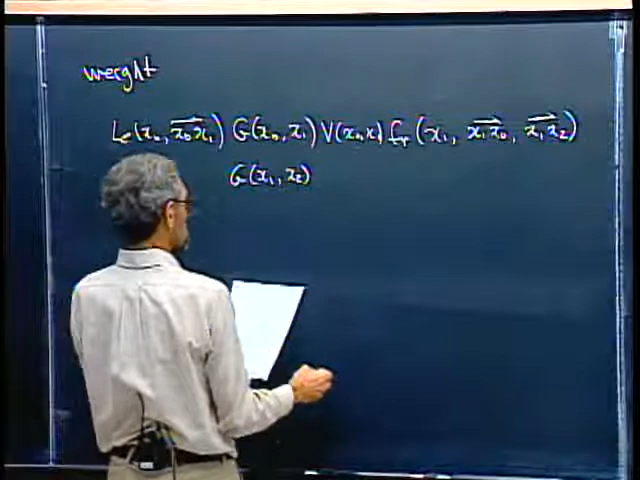 weight
Le(x₀, x₀x₁) G(x₀, x₁) V(x₀, x₁) fr(x₁, x₁x₀, x₁x₂)
G(x₁, x₂)